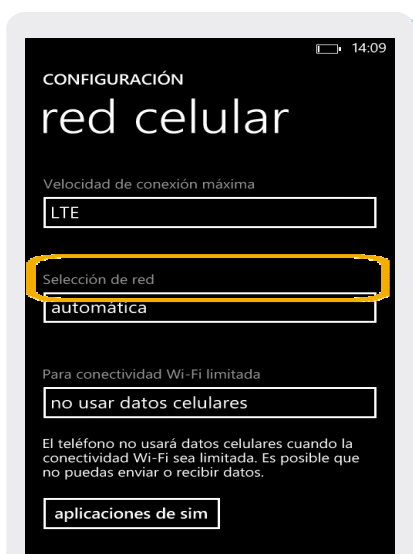 14:09
CONFIGURACIÓN
red celular
Velocidad de conexión máxima
LTE
Selección de red
automática
Para conectividad Wi-Fi limitada
no usar datos celulares
El teléfono no usará datos celulares cuando la
conectividad Wi-Fi sea limitada. Es posible que
no puedas enviar o recibir datos.
aplicaciones de sim